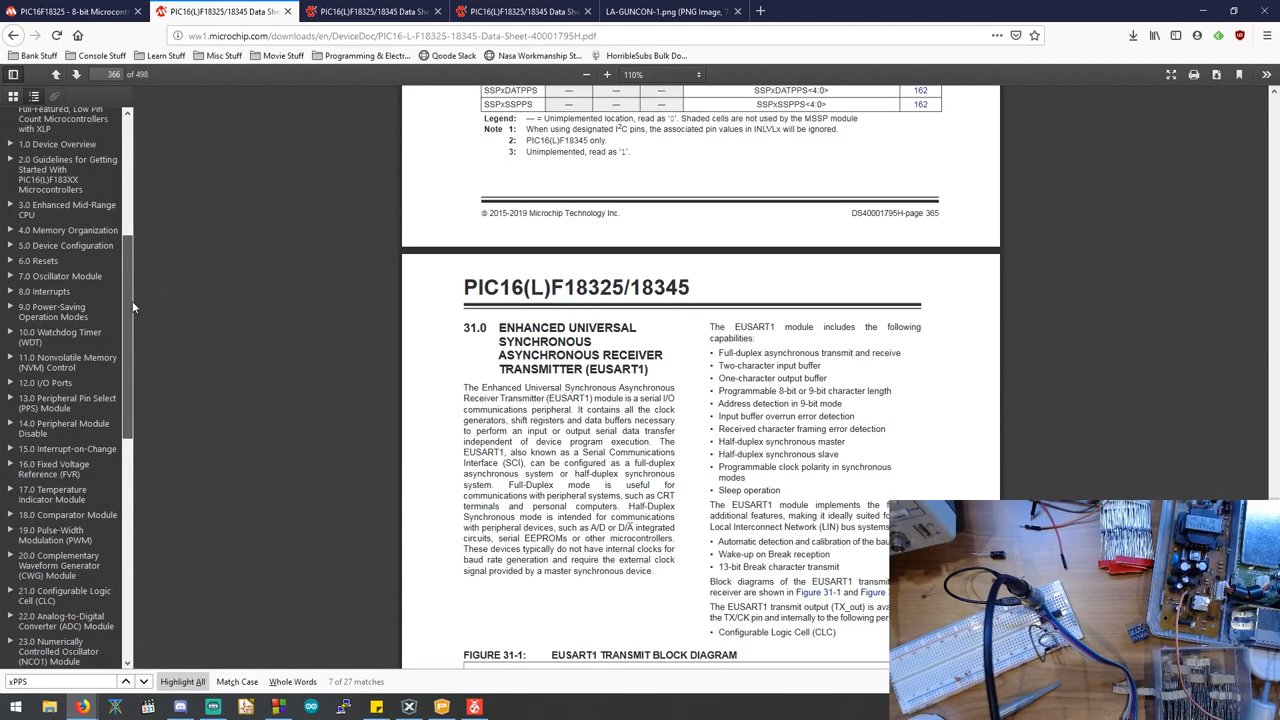 PIC16(L)F18325 - 8-bit Microcont
PIC16(L)F18325/18345 Data She
PIC16(L)F18325/18345 Data She
PIC16(L)F18325/18345 Data She
LA-GUNCON-1.png (PNG Image, 7
ww1.microchip.com/downloads/en/DeviceDoc/PIC16-L-F18325-18345-Data-Sheet-40001795H.pdf
Bank Stuff
Console Stuff
Learn Stuff
Misc Stuff
Movie Stuff
Programming & Electr...
Qoode Slack
Nasa Workmanship St...
HorribleSubs Bulk Do...
366 of 498
110%
Full-Featured, Low Pin
Count Microcontrollers
with XLP
1.0 Device Overview
2.0 Guidelines for Getting
Started With
PIC16(L)F183XX
Microcontrollers
3.0 Enhanced Mid-Range
CPU
4.0 Memory Organization
5.0 Device Configuration
6.0 Resets
7.0 Oscillator Module
8.0 Interrupts
9.0 Power-Saving
Operation Modes
10.0 Watchdog Timer
(WDT)
11.0 Nonvolatile Memory
(NVM) Control
12.0 I/O Ports
13.0 Peripheral Pin Select
(PPS) Module
14.0 Peripheral Module
Disable
15.0 Interrupt-on-Change
16.0 Fixed Voltage
Reference (FVR)
17.0 Temperature
Indicator Module
18.0 Comparator Module
19.0 Pulse-Width
Modulation (PWM)
20.0 Complementary
Waveform Generator
(CWG) Module
21.0 Configurable Logic
Cell (CLC)
22.0 Analog-to-Digital
Converter (ADC) Module
23.0 Numerically
Controlled Oscillator
(NCO1) Module
SSPxDATPPS — — — SSPxDATPPS<4:0> 162
SSPxSSPPS — — — SSPxSSPPS<4:0> 162
Legend: — = Unimplemented location, read as '0'. Shaded cells are not used by the MSSP module
Note 1: When using designated I²C pins, the associated pin values in INLVLx will be ignored.
2: PIC16(L)F18345 only.
3: Unimplemented, read as '1'.
© 2015-2019 Microchip Technology Inc. DS40001795H-page 365
PIC16(L)F18325/18345
31.0 ENHANCED UNIVERSAL
SYNCHRONOUS
ASYNCHRONOUS RECEIVER
TRANSMITTER (EUSART1)
The Enhanced Universal Synchronous Asynchronous
Receiver Transmitter (EUSART1) module is a serial I/O
communications peripheral. It contains all the clock
generators, shift registers and data buffers necessary
to perform an input or output serial data transfer
independent of device program execution. The
EUSART1, also known as a Serial Communications
Interface (SCI), can be configured as a full-duplex
asynchronous system or half-duplex synchronous
system. Full-Duplex mode is useful for
communications with peripheral systems, such as CRT
terminals and personal computers. Half-Duplex
Synchronous mode is intended for communications
with peripheral devices, such as A/D or D/A integrated
circuits, serial EEPROMs or other microcontrollers.
These devices typically do not have internal clocks for
baud rate generation and require the external clock
signal provided by a master synchronous device.
The EUSART1 module includes the following
capabilities:
• Full-duplex asynchronous transmit and receive
• Two-character input buffer
• One-character output buffer
• Programmable 8-bit or 9-bit character length
• Address detection in 9-bit mode
• Input buffer overrun error detection
• Received character framing error detection
• Half-duplex synchronous master
• Half-duplex synchronous slave
• Programmable clock polarity in synchronous
modes
• Sleep operation
The EUSART1 module implements the f
additional features, making it ideally suited fo
Local Interconnect Network (LIN) bus systems
• Automatic detection and calibration of the bau
• Wake-up on Break reception
• 13-bit Break character transmit
Block diagrams of the EUSART1 transmit
receiver are shown in Figure 31-1 and Figure
The EUSART1 transmit output (TX_out) is ava
the TX/CK pin and internally to the following per
• Configurable Logic Cell (CLC)
FIGURE 31-1: EUSART1 TRANSMIT BLOCK DIAGRAM
xPPS
Highlight All
Match Case
Whole Words
7 of 27 matches